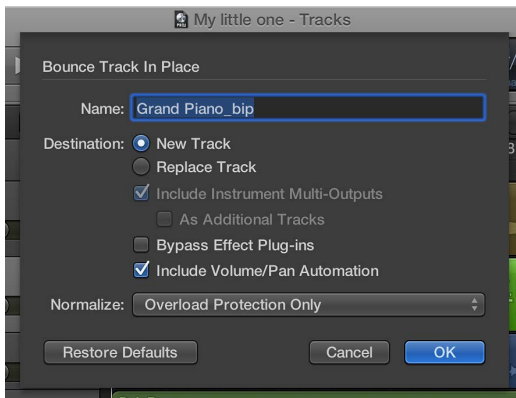 My little one - Tracks
Bounce Track In Place
Name: Grand Piano_bip
Destination: New Track
Replace Track
Include Instrument Multi-Outputs
As Additional Tracks
Bypass Effect Plug-ins
Include Volume/Pan Automation
Normalize: Overload Protection Only
Restore Defaults Cancel OK